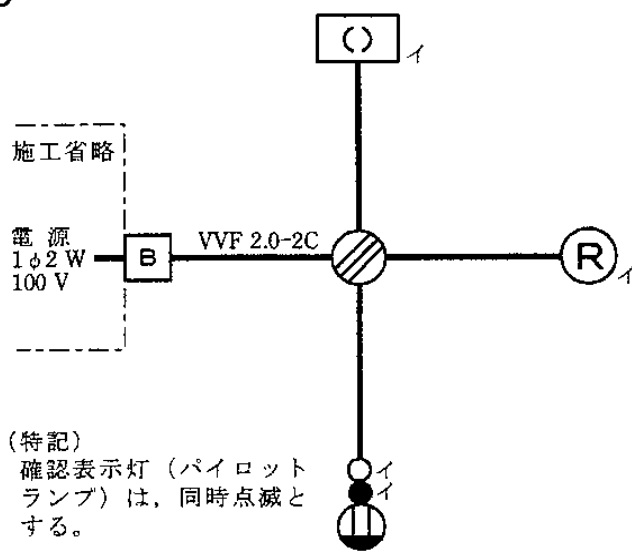 イ
施工省略
電源
1φ2W
100V
B
VVF 2.0-2C
R
イ
イ
イ
(特記)
確認表示灯（パイロット
ランプ）は，同時点滅と
する。